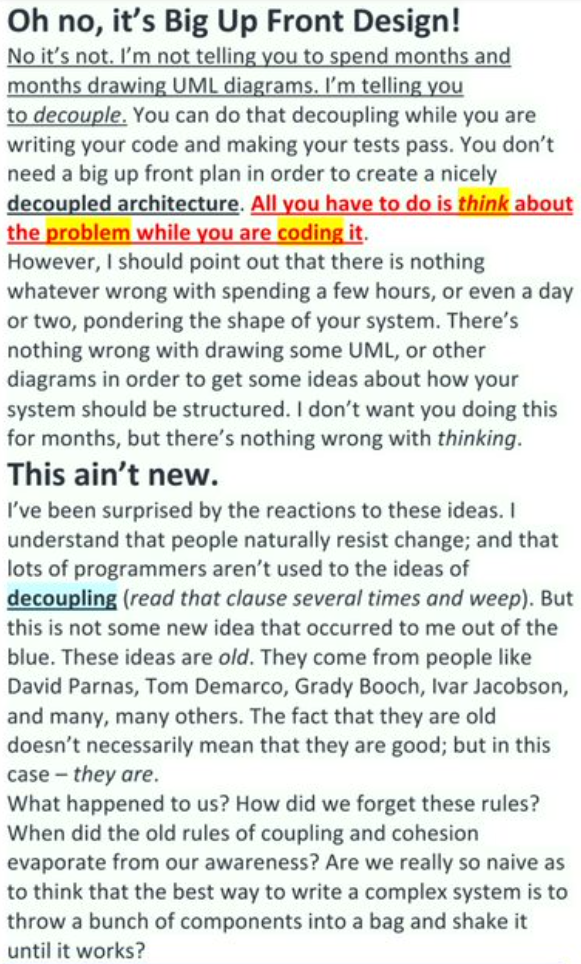 Oh no, it’s Big Up Front Design!
No it’s not. I’m not telling you to spend months and
months drawing UML diagrams. I’m telling you
to decouple. You can do that decoupling while you are
writing your code and making your tests pass. You don’t
need a big up front plan in order to create a nicely
decoupled architecture. All you have to do is think about
the problem while you are coding it.
However, I should point out that there is nothing
whatever wrong with spending a few hours, or even a day
or two, pondering the shape of your system. There’s
nothing wrong with drawing some UML, or other
diagrams in order to get some ideas about how your
system should be structured. I don’t want you doing this
for months, but there’s nothing wrong with thinking.
This ain’t new.
I’ve been surprised by the reactions to these ideas. I
understand that people naturally resist change; and that
lots of programmers aren’t used to the ideas of
decoupling (read that clause several times and weep). But
this is not some new idea that occurred to me out of the
blue. These ideas are old. They come from people like
David Parnas, Tom Demarco, Grady Booch, Ivar Jacobson,
and many, many others. The fact that they are old
doesn’t necessarily mean that they are good; but in this
case – they are.
What happened to us? How did we forget these rules?
When did the old rules of coupling and cohesion
evaporate from our awareness? Are we really so naive as
to think that the best way to write a complex system is to
throw a bunch of components into a bag and shake it
until it works?